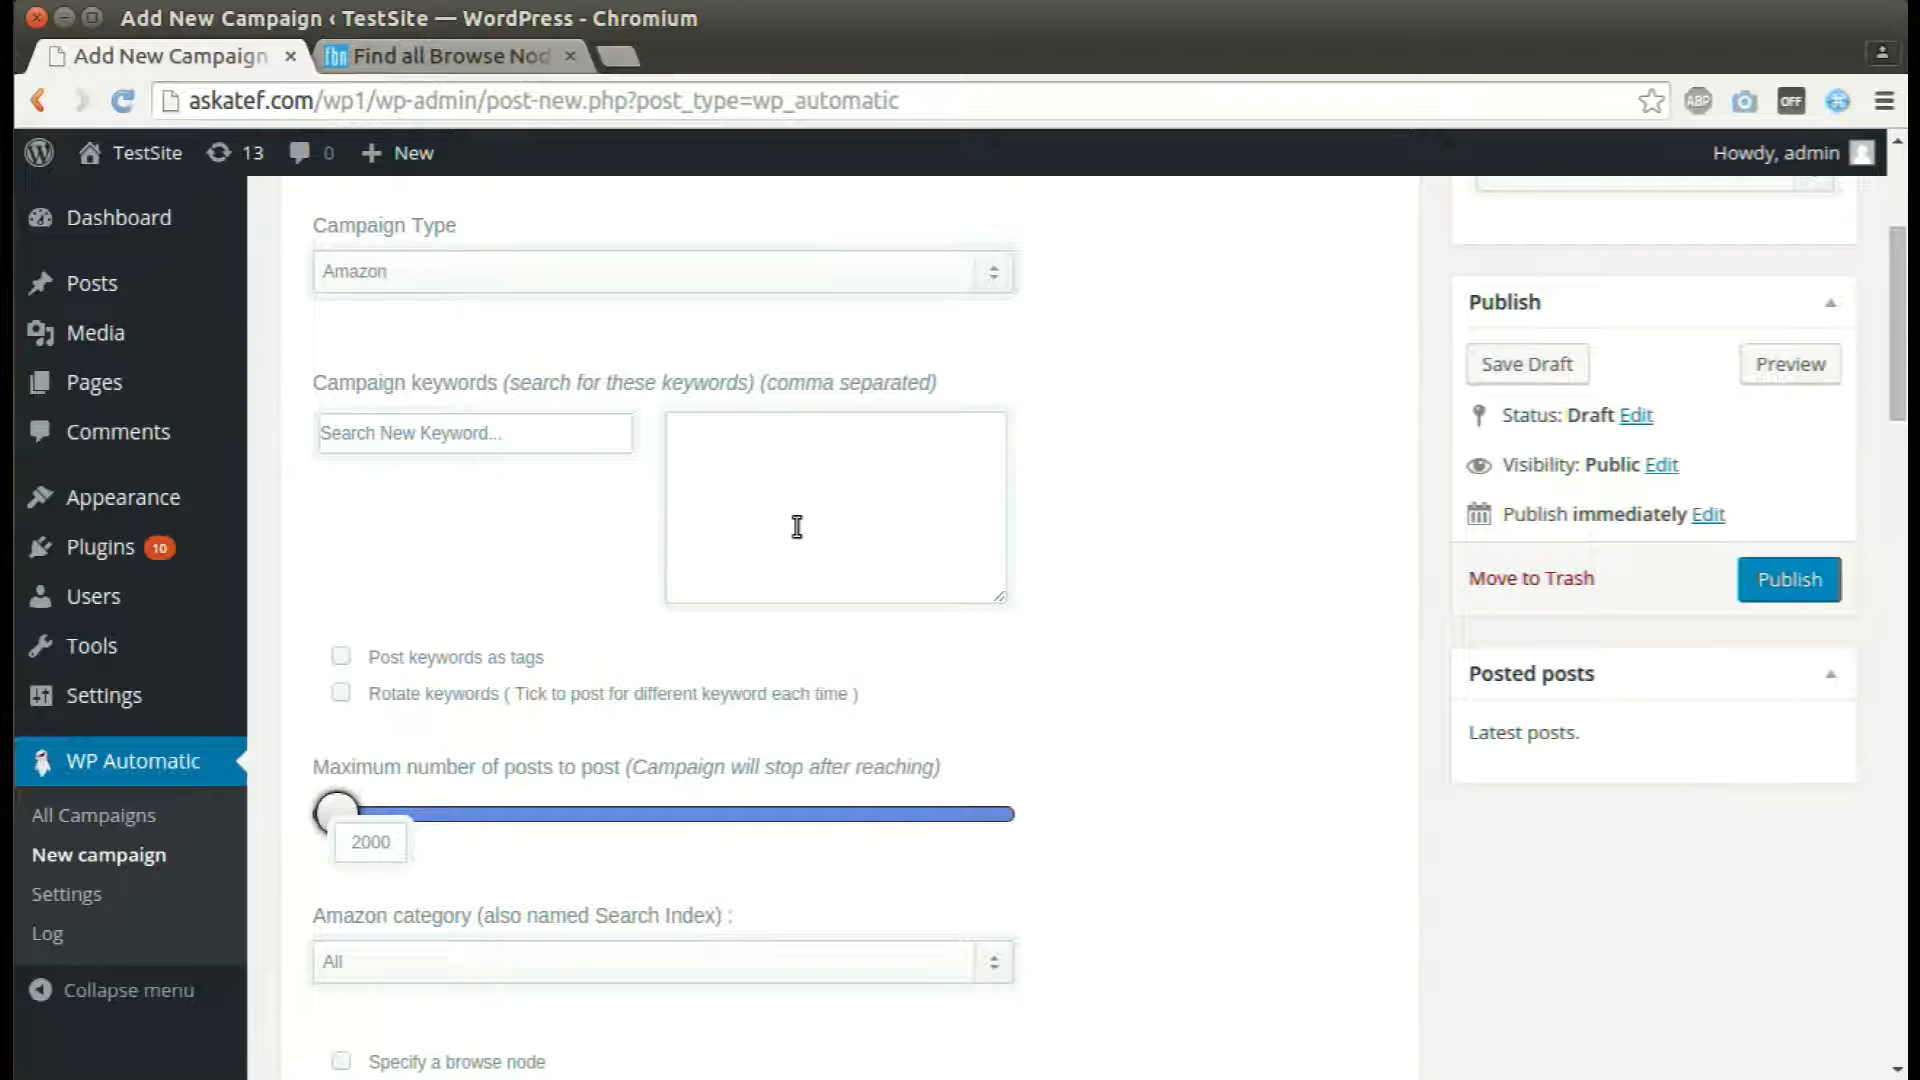 Add New Campaign ‹ TestSite — WordPress - Chromium
Add New Campaign
fbn Find all Browse Nod
askatef.com/wp1/wp-admin/post-new.php?post_type=wp_automatic
ABP
OFF
TestSite 13 0 + New
Howdy, admin
Dashboard
Posts
Media
Pages
Comments
Appearance
Plugins 10
Users
Tools
Settings
WP Automatic
All Campaigns
New campaign
Settings
Log
Collapse menu
Campaign Type
Amazon
Campaign keywords (search for these keywords) (comma separated)
Search New Keyword...
Post keywords as tags
Rotate keywords ( Tick to post for different keyword each time )
Maximum number of posts to post (Campaign will stop after reaching)
2000
Amazon category (also named Search Index) :
All
Specify a browse node
Publish
Save Draft
Preview
Status: Draft Edit
Visibility: Public Edit
Publish immediately Edit
Move to Trash
Publish
Posted posts
Latest posts.